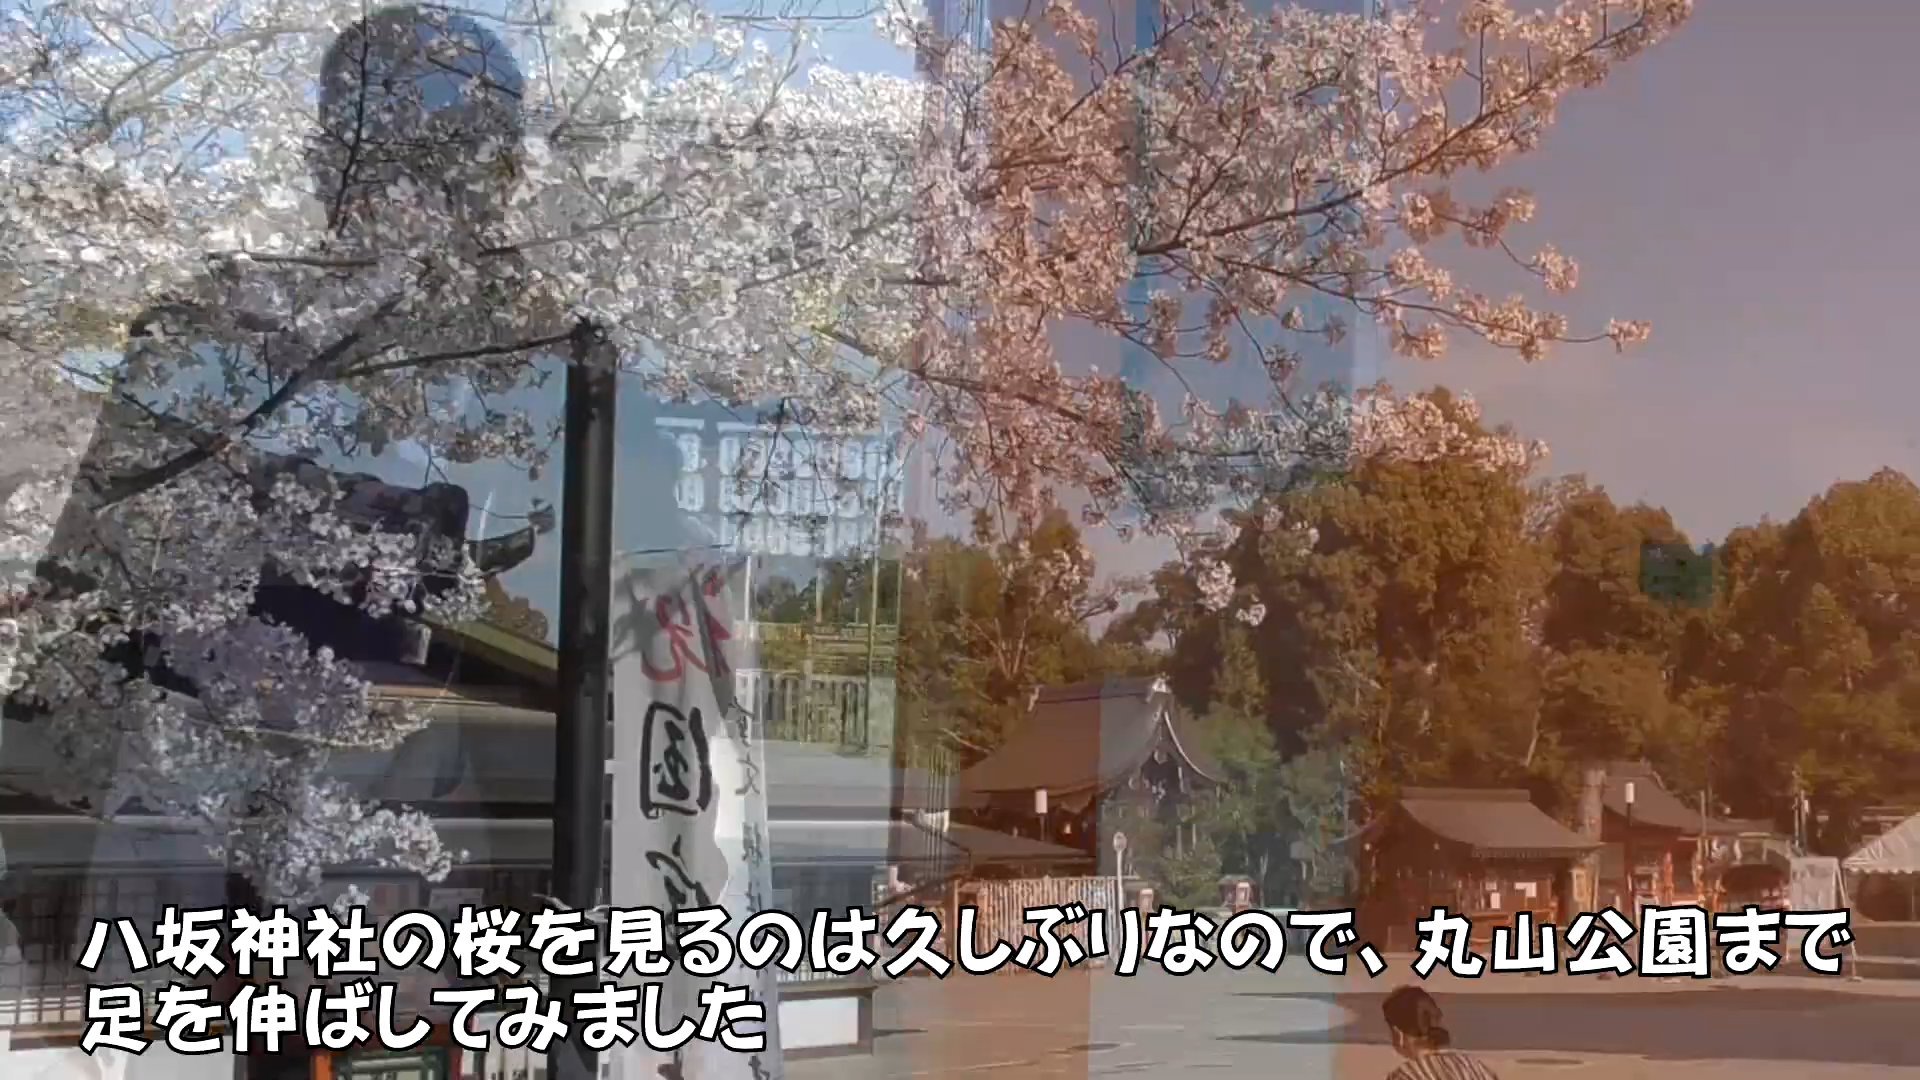 祝
八坂神社の桜を見るのは久しぶりなので、丸山公園まで
足を伸ばしてみました